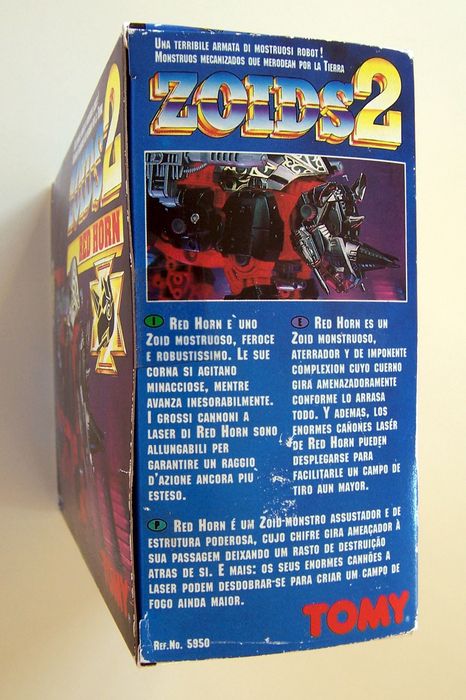 Una terribile armata di mostruosi robot!
Monstruos mecanizados que merodean por la Tierra
ZOIDS2
I Red Horn e` uno
Zoid mostruoso, feroce
e robustissimo. Le sue
corna si agitano
minacciose, mentre
avanza inesorabilmente.
I grossi cannoni a
laser di Red Horn sono
allungabili per
garantire un raggio
d'azione ancora piu
esteso.
E Red Horn es un
Zoid monstruoso,
aterrador y de imponente
complexion cuyo cuerno
girá amenazadoramente
conforme lo arrasa
todo. Y ademas, los
enormes cañones lasér
de Red Horn pueden
desplegarse para
facilitarle un campo de
tiro aun mayor.
P Red Horn é um Zoid monstro assustador e de
estrutura poderosa, cujo chifre gira ameaçador à
sua passagem deixando um rasto de destruição
atras de si. E mais: os seus enormes canhões a
laser podem desdobrar-se para criar um campo de
fogo ainda maior.
TOMY
Ref.No. 5950
ZOIDS2
RED HORN